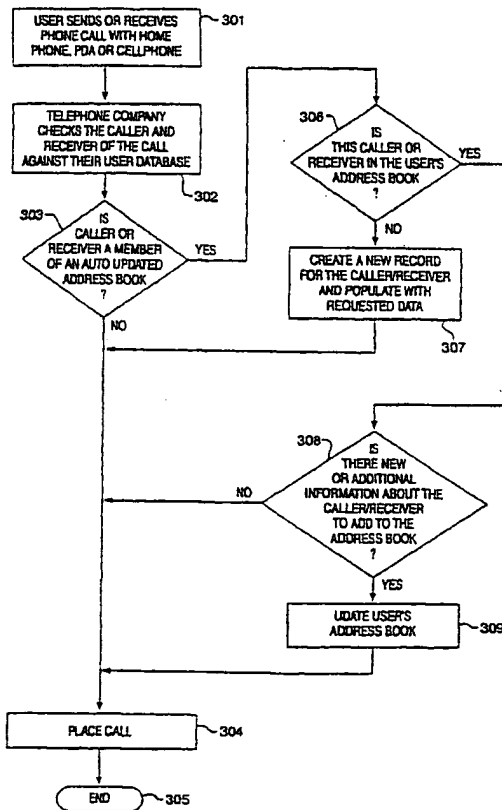 USER SENDS OR RECEIVES
PHONE CALL WITH HOME
PHONE, PDA OR CELLPHONE
301
TELEPHONE COMPANY
CHECKS THE CALLER AND
RECEIVER OF THE CALL
AGAINST THEIR USER DATABASE
302
303
IS
CALLER OR
RECEIVER A MEMBER
OF AN AUTO UPDATED
ADDRESS BOOK
?
YES
NO
306
IS
THIS CALLER OR
RECEIVER IN THE USER'S
ADDRESS BOOK
?
YES
NO
CREATE A NEW RECORD
FOR THE CALLER/RECEIVER
AND POPULATE WITH
REQUESTED DATA
307
308
IS
THERE NEW
OR ADDITIONAL
INFORMATION ABOUT THE
CALLER/RECEIVER
TO ADD TO THE
ADDRESS BOOK
?
NO
YES
UDATE USER'S
ADDRESS BOOK
309
PLACE CALL
304
END
305